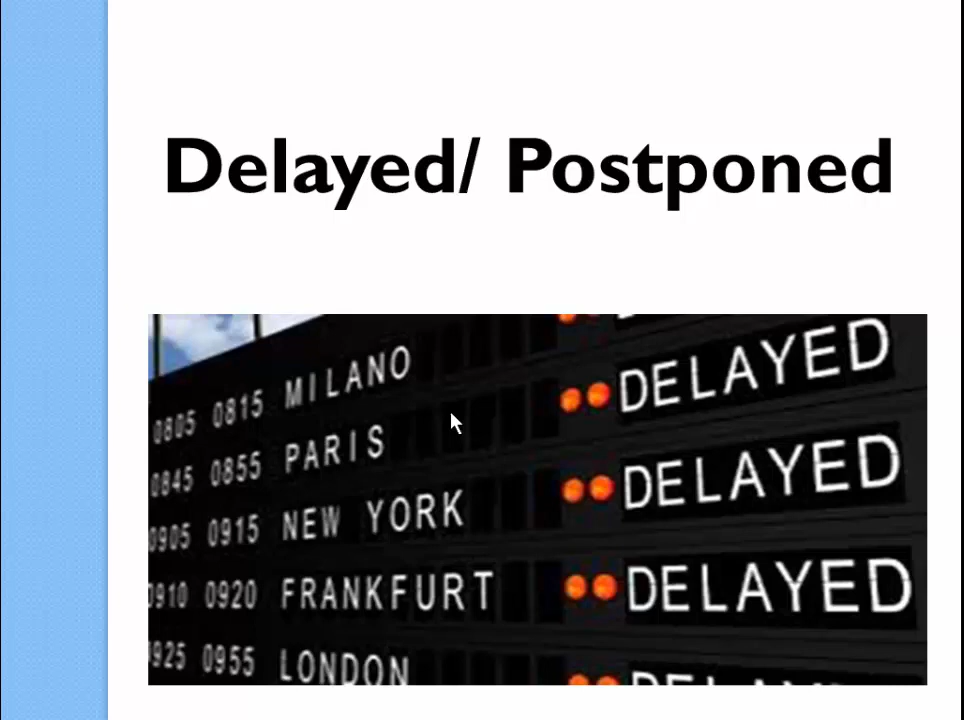 Delayed/ Postponed
0805 0815 MILANO
0845 0855 PARIS DELAYED
0905 0915 NEW YORK DELAYED
0910 0920 FRANKFURT DELAYED
0955 LONDON